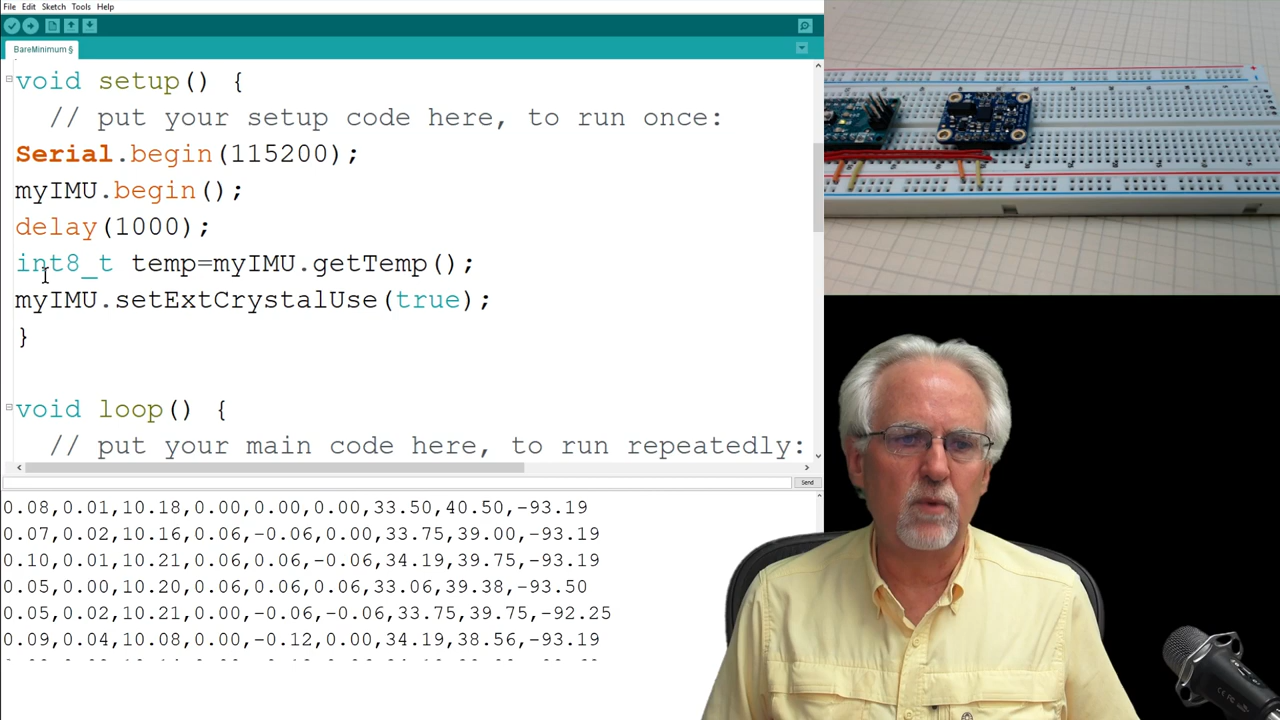 File Edit Sketch Tools Help
BareMinimum §
void setup() {
// put your setup code here, to run once:
Serial.begin(115200);
myIMU.begin();
delay(1000);
int8_t temp=myIMU.getTemp();
myIMU.setExtCrystalUse(true);
}
void loop() {
// put your main code here, to run repeatedly:
Send
0.08,0.01,10.18,0.00,0.00,0.00,33.50,40.50,-93.19
0.07,0.02,10.16,0.06,-0.06,0.00,33.75,39.00,-93.19
0.10,0.01,10.21,0.06,0.06,-0.06,34.19,39.75,-93.19
0.05,0.00,10.20,0.06,0.06,0.06,33.06,39.38,-93.50
0.05,0.02,10.21,0.00,-0.06,-0.06,33.75,39.75,-92.25
0.09,0.04,10.08,0.00,-0.12,0.00,34.19,38.56,-93.19